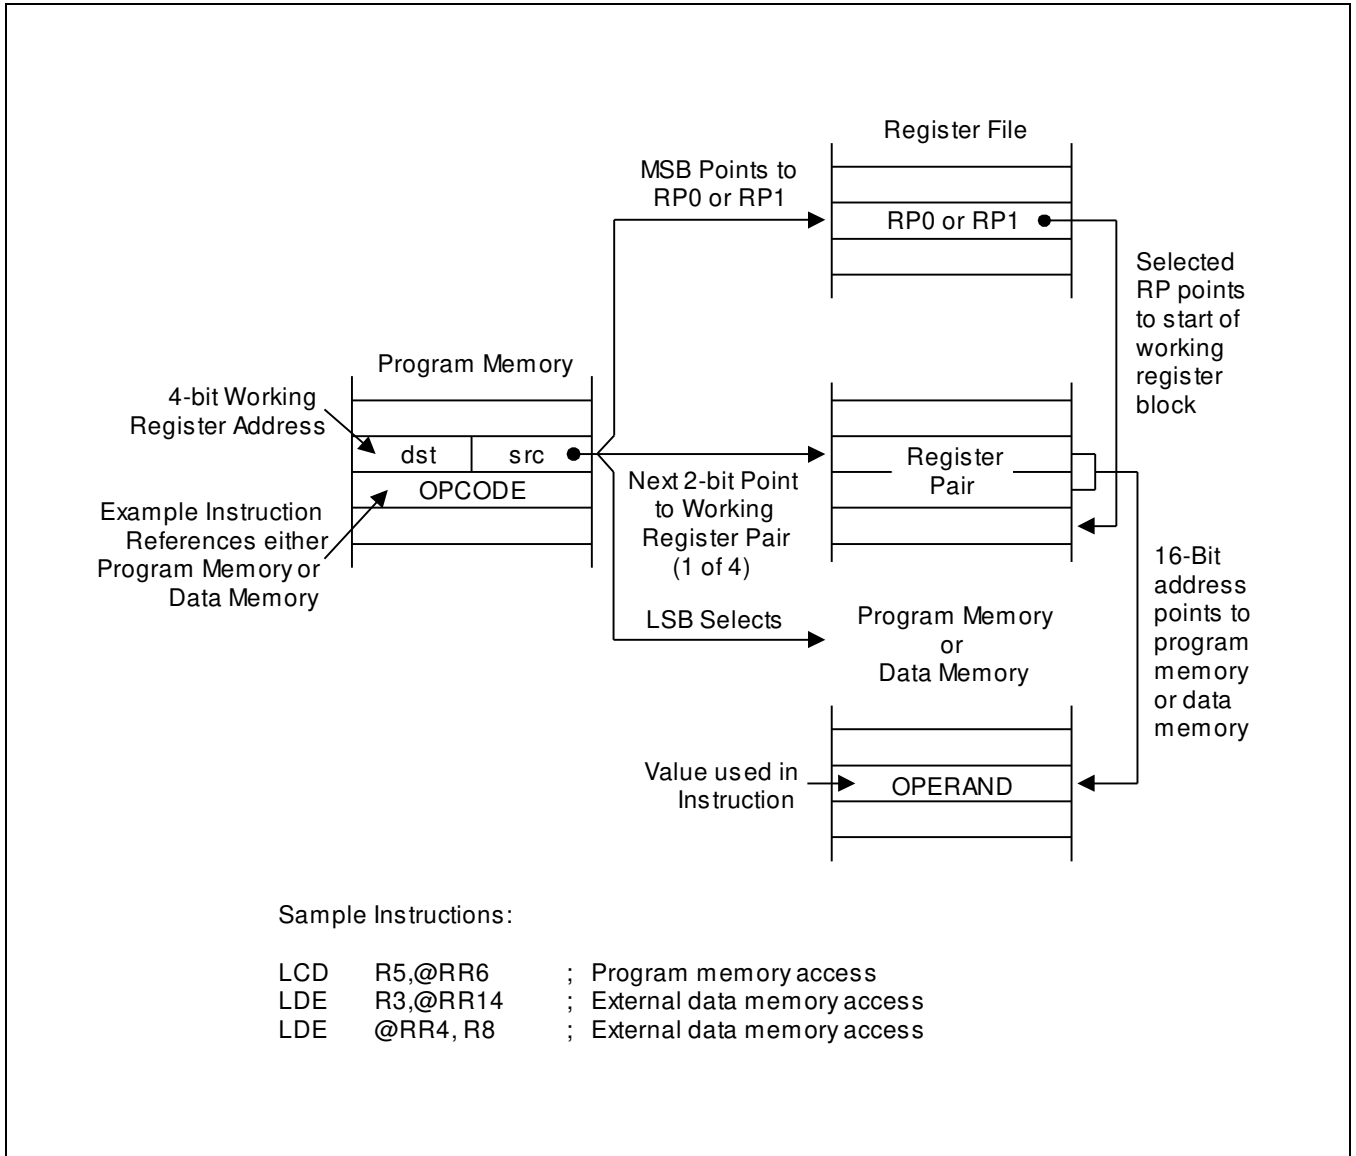 Register File
MSB Points to
RP0 or RP1
RP0 or RP1
Selected
RP points
to start of
working
register
block
Program Memory
4-bit Working
Register Address
dst src
OPCODE
Example Instruction
References either
Program Memory or
Data Memory
Next 2-bit Point
to Working
Register Pair
(1 of 4)
Register
Pair
LSB Selects
Program Memory
or
Data Memory
16-Bit
address
points to
program
memory
or data
memory
Value used in
Instruction
OPERAND
Sample Instructions:
LCD R5,@RR6 ; Program memory access
LDE R3,@RR14 ; External data memory access
LDE @RR4, R8 ; External data memory access